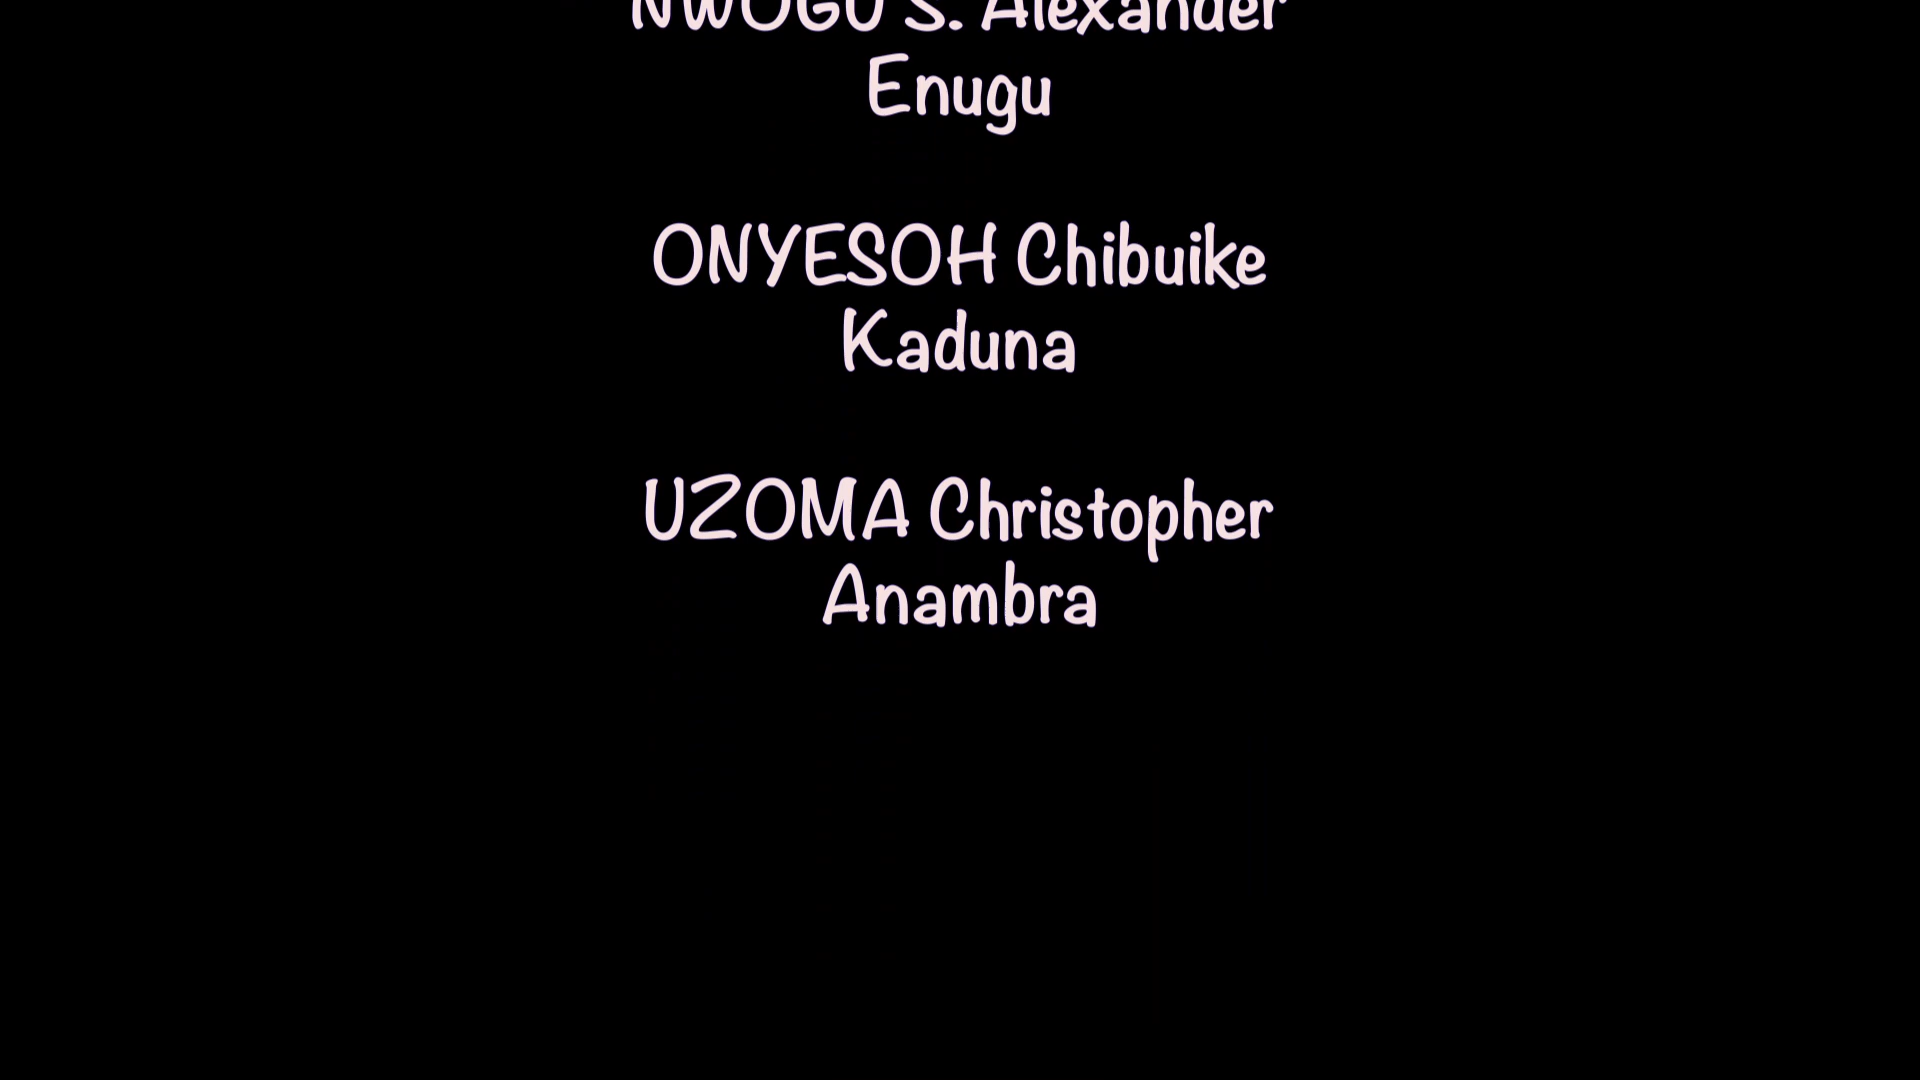 NWOGU S. Alexander
Enugu
ONYESOH Chibuike
Kaduna
UZOMA Christopher
Anambra